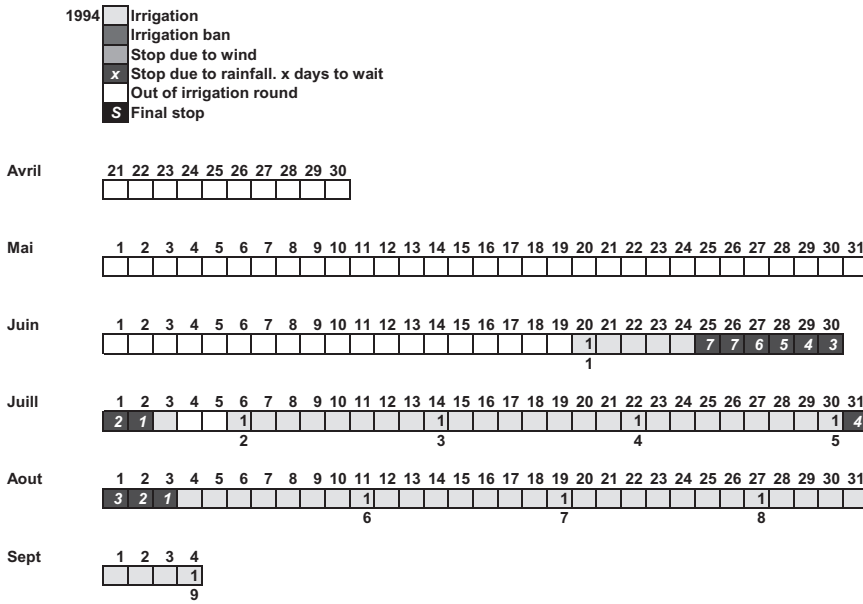 1994 Irrigation
Irrigation ban
Stop due to wind
x Stop due to rainfall. x days to wait
Out of irrigation round
S Final stop
Avril 21 22 23 24 25 26 27 28 29 30
Mai 1 2 3 4 5 6 7 8 9 10 11 12 13 14 15 16 17 18 19 20 21 22 23 24 25 26 27 28 29 30 31
Juin 1 2 3 4 5 6 7 8 9 10 11 12 13 14 15 16 17 18 19 20 21 22 23 24 25 26 27 28 29 30
1 7 7 6 5 4 3
1
Juill 1 2 3 4 5 6 7 8 9 10 11 12 13 14 15 16 17 18 19 20 21 22 23 24 25 26 27 28 29 30 31
2 1 1 1 1 1 4
2 3 4 5
Aout 1 2 3 4 5 6 7 8 9 10 11 12 13 14 15 16 17 18 19 20 21 22 23 24 25 26 27 28 29 30 31
3 2 1 1 1 1
6 7 8
Sept 1 2 3 4
1
9